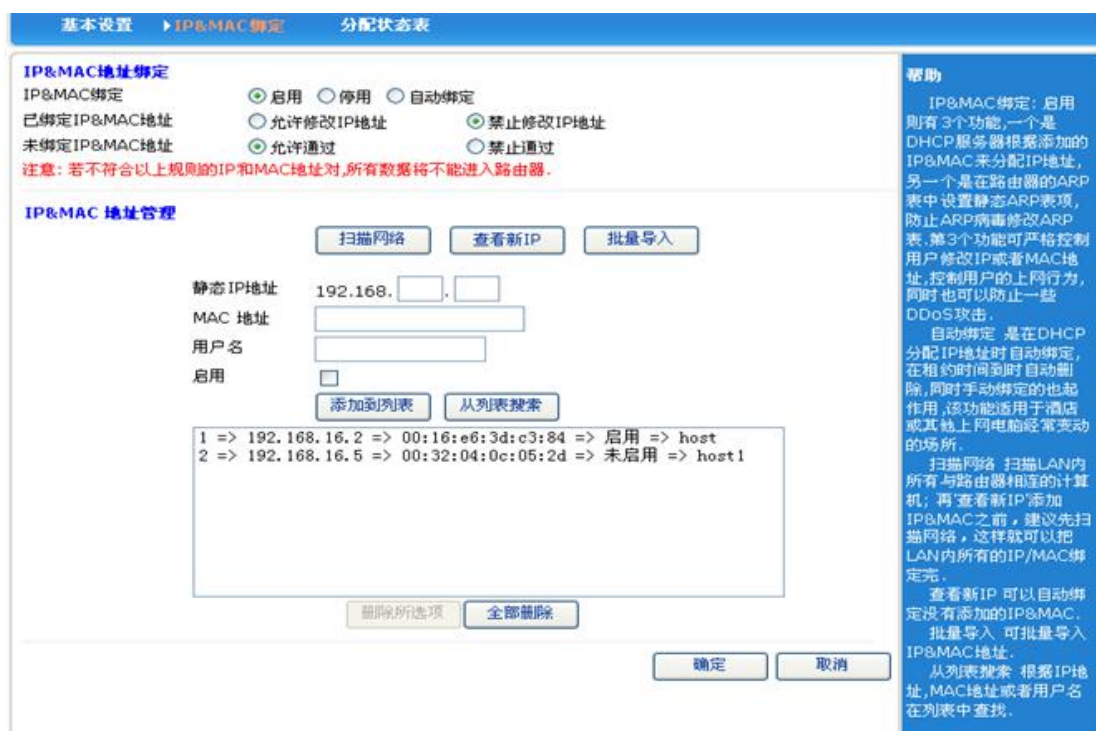 基本设置 IP&MAC绑定 分配状态表
IP&MAC地址绑定
IP&MAC绑定 启用 停用 自动绑定
已绑定IP&MAC地址 允许修改IP地址 禁止修改IP地址
未绑定IP&MAC地址 允许通过 禁止通过
注意: 若不符合以上规则的IP和MAC地址对,所有数据将不能进入路由器.
IP&MAC 地址管理
扫描网络 查看新IP 批量导入
静态IP地址 192.168. .
MAC 地址
用户名
启用
添加到列表 从列表搜索
1 => 192.168.16.2 => 00:16:e6:3d:c3:84 => 启用 => host
2 => 192.168.16.5 => 00:32:04:0c:05:2d => 未启用 => host1
删除所选项 全部删除
确定 取消
帮助
IP&MAC绑定: 启用
则有3个功能,一个是
DHCP服务器根据添加的
IP&MAC来分配IP地址,
另一个是在路由器的ARP
表中设置静态ARP表项,
防止ARP病毒修改ARP
表.第3个功能可严格控制
用户修改IP或者MAC地
址,控制用户的上网行为,
同时也可以防止一些
DDoS攻击.
自动绑定 是在DHCP
分配IP地址时自动绑定,
在租约时间到时自动删
除,同时手动绑定的也起
作用,该功能适用于酒店
或其他上网电脑经常变动
的场所.
扫描网络 扫描LAN内
所有与路由器相连的计算
机; 再'查看新IP'添加
IP&MAC之前，建议先扫
描网络，这样就可以把
LAN内所有的IP/MAC绑
定完.
查看新IP 可以自动绑
定没有添加的IP&MAC.
批量导入 可批量导入
IP&MAC地址.
从列表搜索 根据IP地
址,MAC地址或者用户名
在列表中查找.